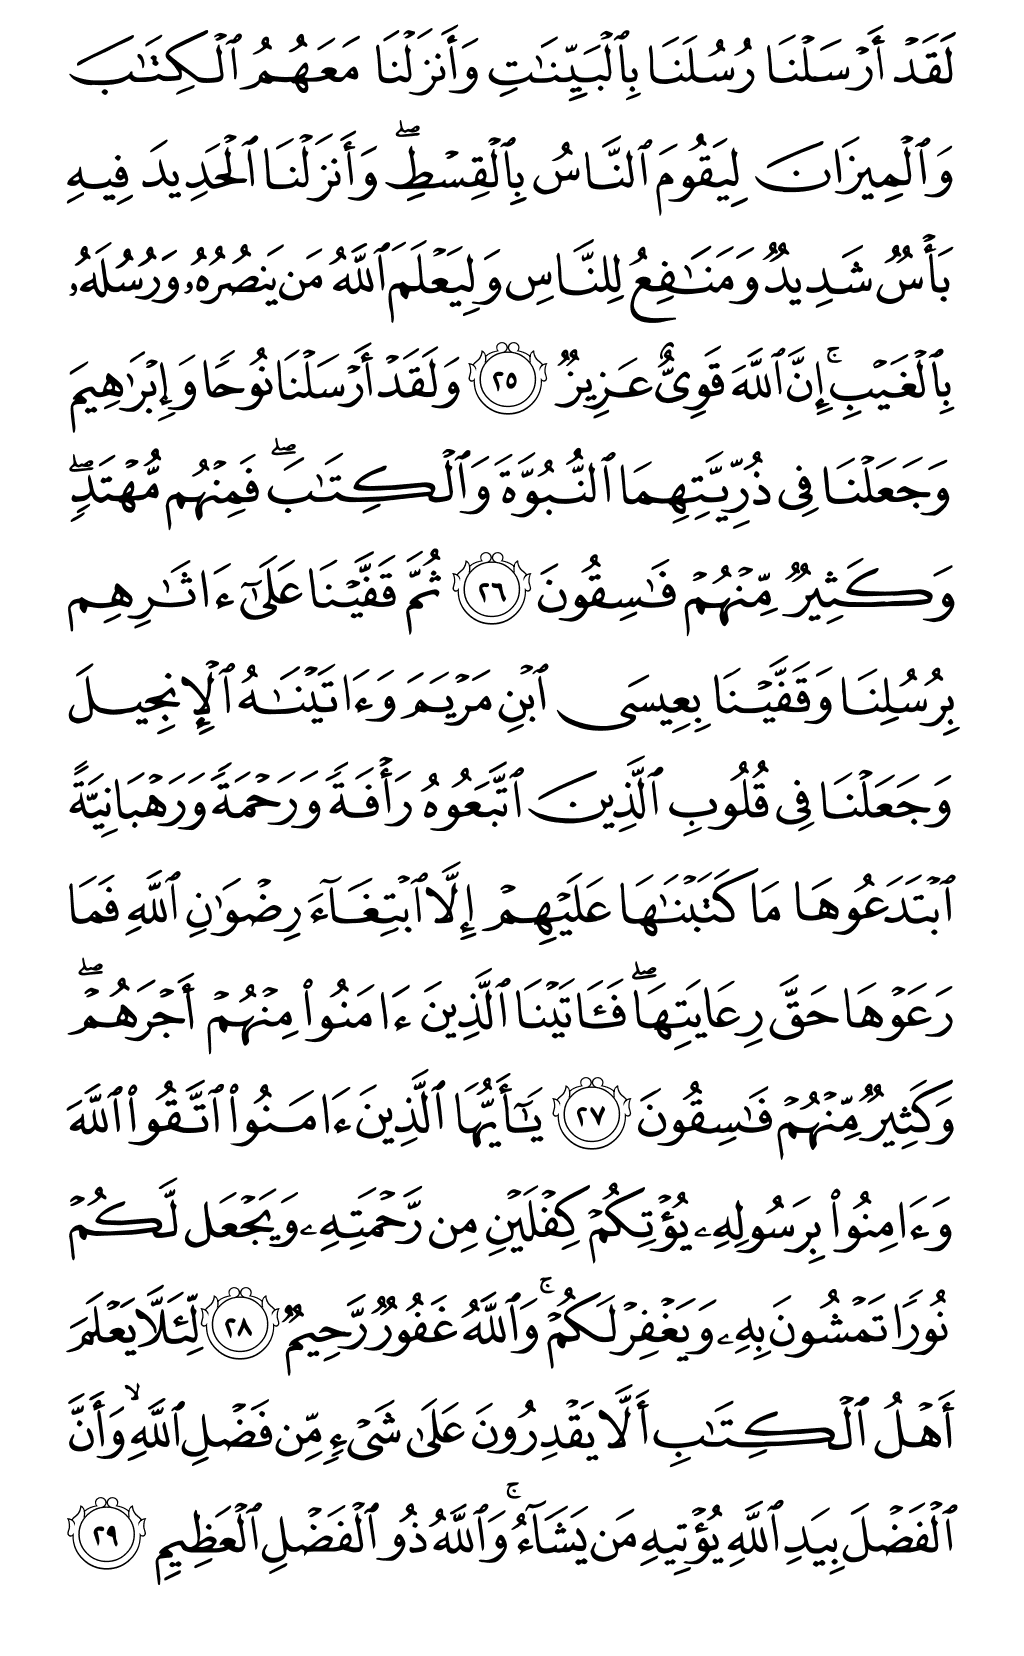 لَقَدۡ أَرۡسَلۡنَا رُسُلَنَا بِٱلۡبَيِّنَٰتِ وَأَنزَلۡنَا مَعَهُمُ ٱلۡكِتَٰبَ
وَٱلۡمِيزَانَ لِيَقُومَ ٱلنَّاسُ بِٱلۡقِسۡطِۖ وَأَنزَلۡنَا ٱلۡحَدِيدَ فِيهِ
بَأۡسٞ شَدِيدٞ وَمَنَٰفِعُ لِلنَّاسِ وَلِيَعۡلَمَ ٱللَّهُ مَن يَنصُرُهُۥ وَرُسُلَهُۥ
بِٱلۡغَيۡبِۚ إِنَّ ٱللَّهَ قَوِيٌّ عَزِيزٞ ٢٥ وَلَقَدۡ أَرۡسَلۡنَا نُوحٗا وَإِبۡرَٰهِيمَ
وَجَعَلۡنَا فِي ذُرِّيَّتِهِمَا ٱلنُّبُوَّةَ وَٱلۡكِتَٰبَۖ فَمِنۡهُم مُّهۡتَدٖۖ
وَكَثِيرٞ مِّنۡهُمۡ فَٰسِقُونَ ٢٦ ثُمَّ قَفَّيۡنَا عَلَىٰٓ ءَاثَٰرِهِم
بِرُسُلِنَا وَقَفَّيۡنَا بِعِيسَى ٱبۡنِ مَرۡيَمَ وَءَاتَيۡنَٰهُ ٱلۡإِنجِيلَ
وَجَعَلۡنَا فِي قُلُوبِ ٱلَّذِينَ ٱتَّبَعُوهُ رَأۡفَةٗ وَرَحۡمَةٗ وَرَهۡبَانِيَّةً
ٱبۡتَدَعُوهَا مَا كَتَبۡنَٰهَا عَلَيۡهِمۡ إِلَّا ٱبۡتِغَآءَ رِضۡوَٰنِ ٱللَّهِ فَمَا
رَعَوۡهَا حَقَّ رِعَايَتِهَاۖ فَـَٔاتَيۡنَا ٱلَّذِينَ ءَامَنُواْ مِنۡهُمۡ أَجۡرَهُمۡۖ
وَكَثِيرٞ مِّنۡهُمۡ فَٰسِقُونَ ٢٧ يَٰٓأَيُّهَا ٱلَّذِينَ ءَامَنُواْ ٱتَّقُواْ ٱللَّهَ
وَءَامِنُواْ بِرَسُولِهِۦ يُؤۡتِكُمۡ كِفۡلَيۡنِ مِن رَّحۡمَتِهِۦ وَيَجۡعَل لَّكُمۡ
نُورٗا تَمۡشُونَ بِهِۦ وَيَغۡفِرۡ لَكُمۡۚ وَٱللَّهُ غَفُورٞ رَّحِيمٞ ٢٨ لِّئَلَّا يَعۡلَمَ
أَهۡلُ ٱلۡكِتَٰبِ أَلَّا يَقۡدِرُونَ عَلَىٰ شَيۡءٖ مِّن فَضۡلِ ٱللَّهِۙ وَأَنَّ
ٱلۡفَضۡلَ بِيَدِ ٱللَّهِ يُؤۡتِيهِ مَن يَشَآءُۚ وَٱللَّهُ ذُو ٱلۡفَضۡلِ ٱلۡعَظِيمِ ٢٩